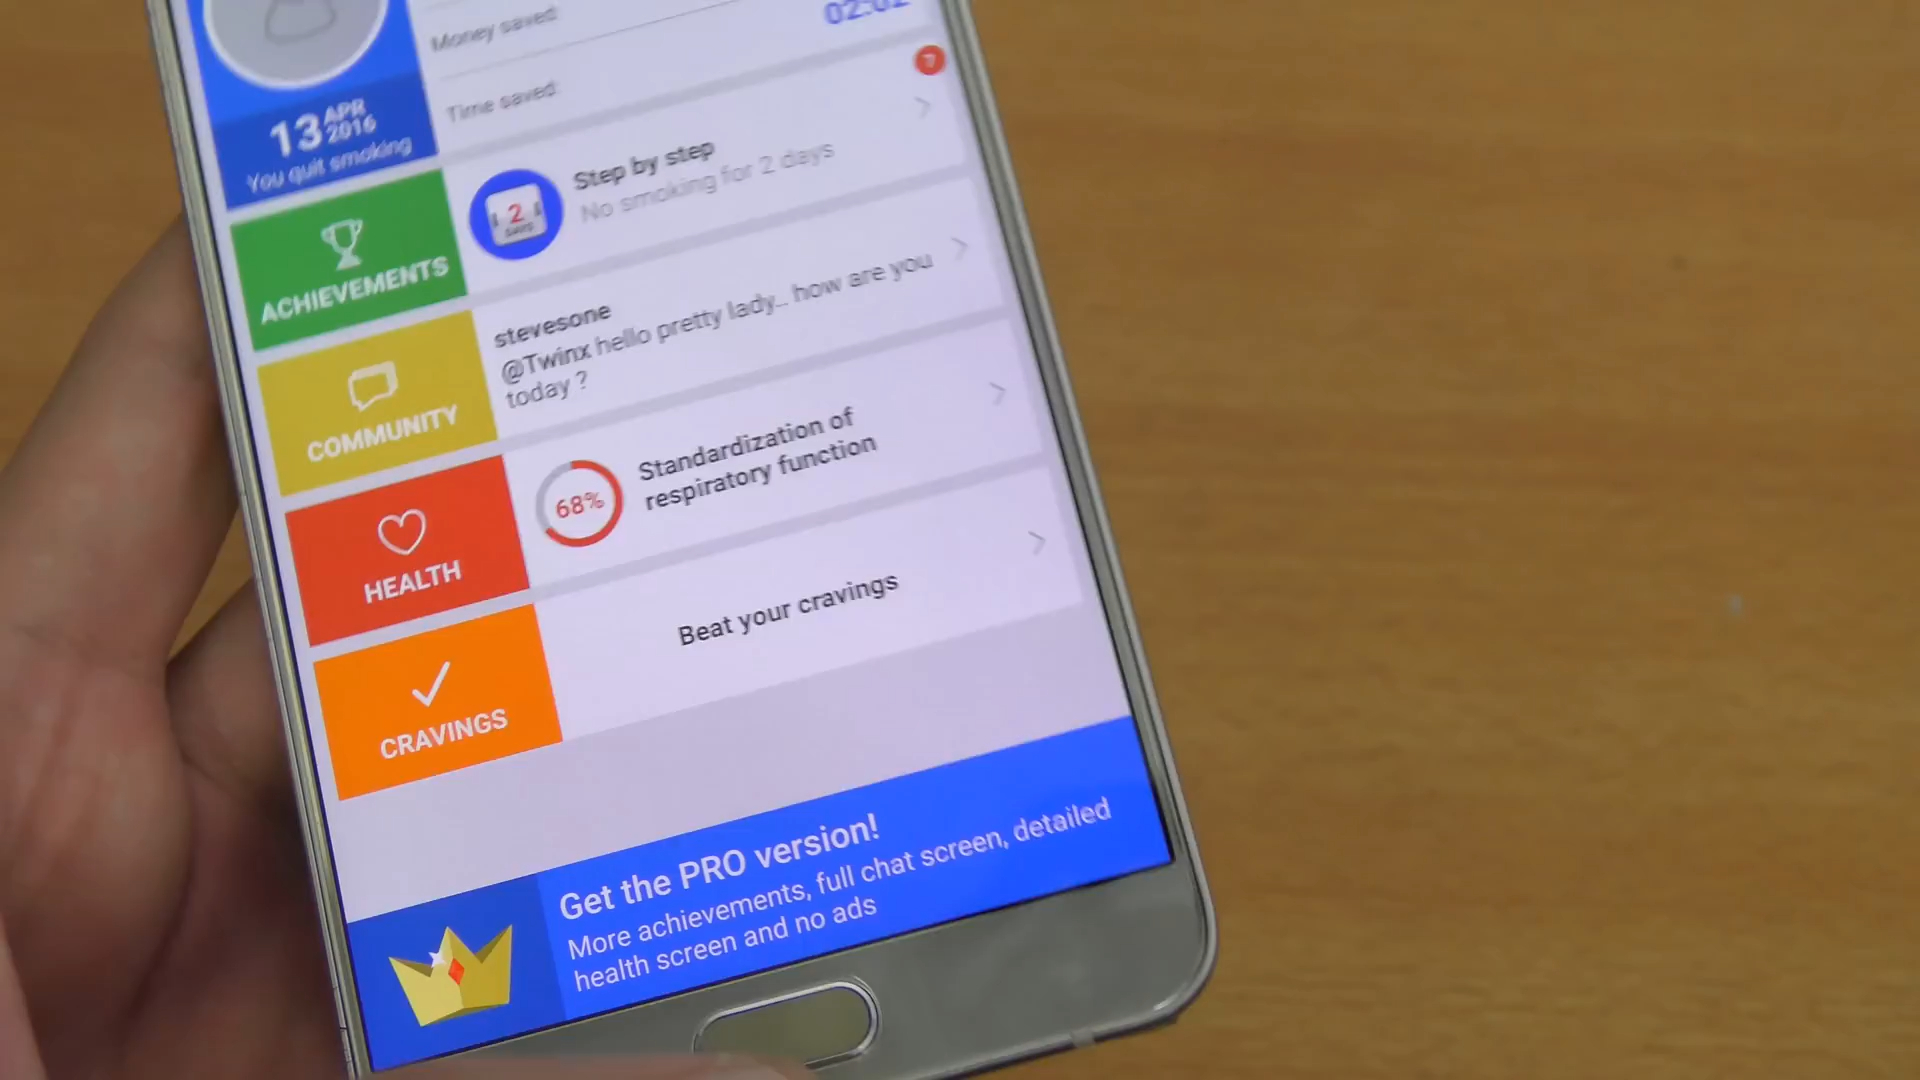 Money saved:
02:02
Time saved:
7
13 APR 2016
You quit smoking
ACHIEVEMENTS
2
DAYS
Step by step
No smoking for 2 days
COMMUNITY
stevesone
@Twinx hello pretty lady.. how are you
today ?
HEALTH
68%
Standardization of
respiratory function
CRAVINGS
Beat your cravings
Get the PRO version!
More achievements, full chat screen, detailed
health screen and no ads